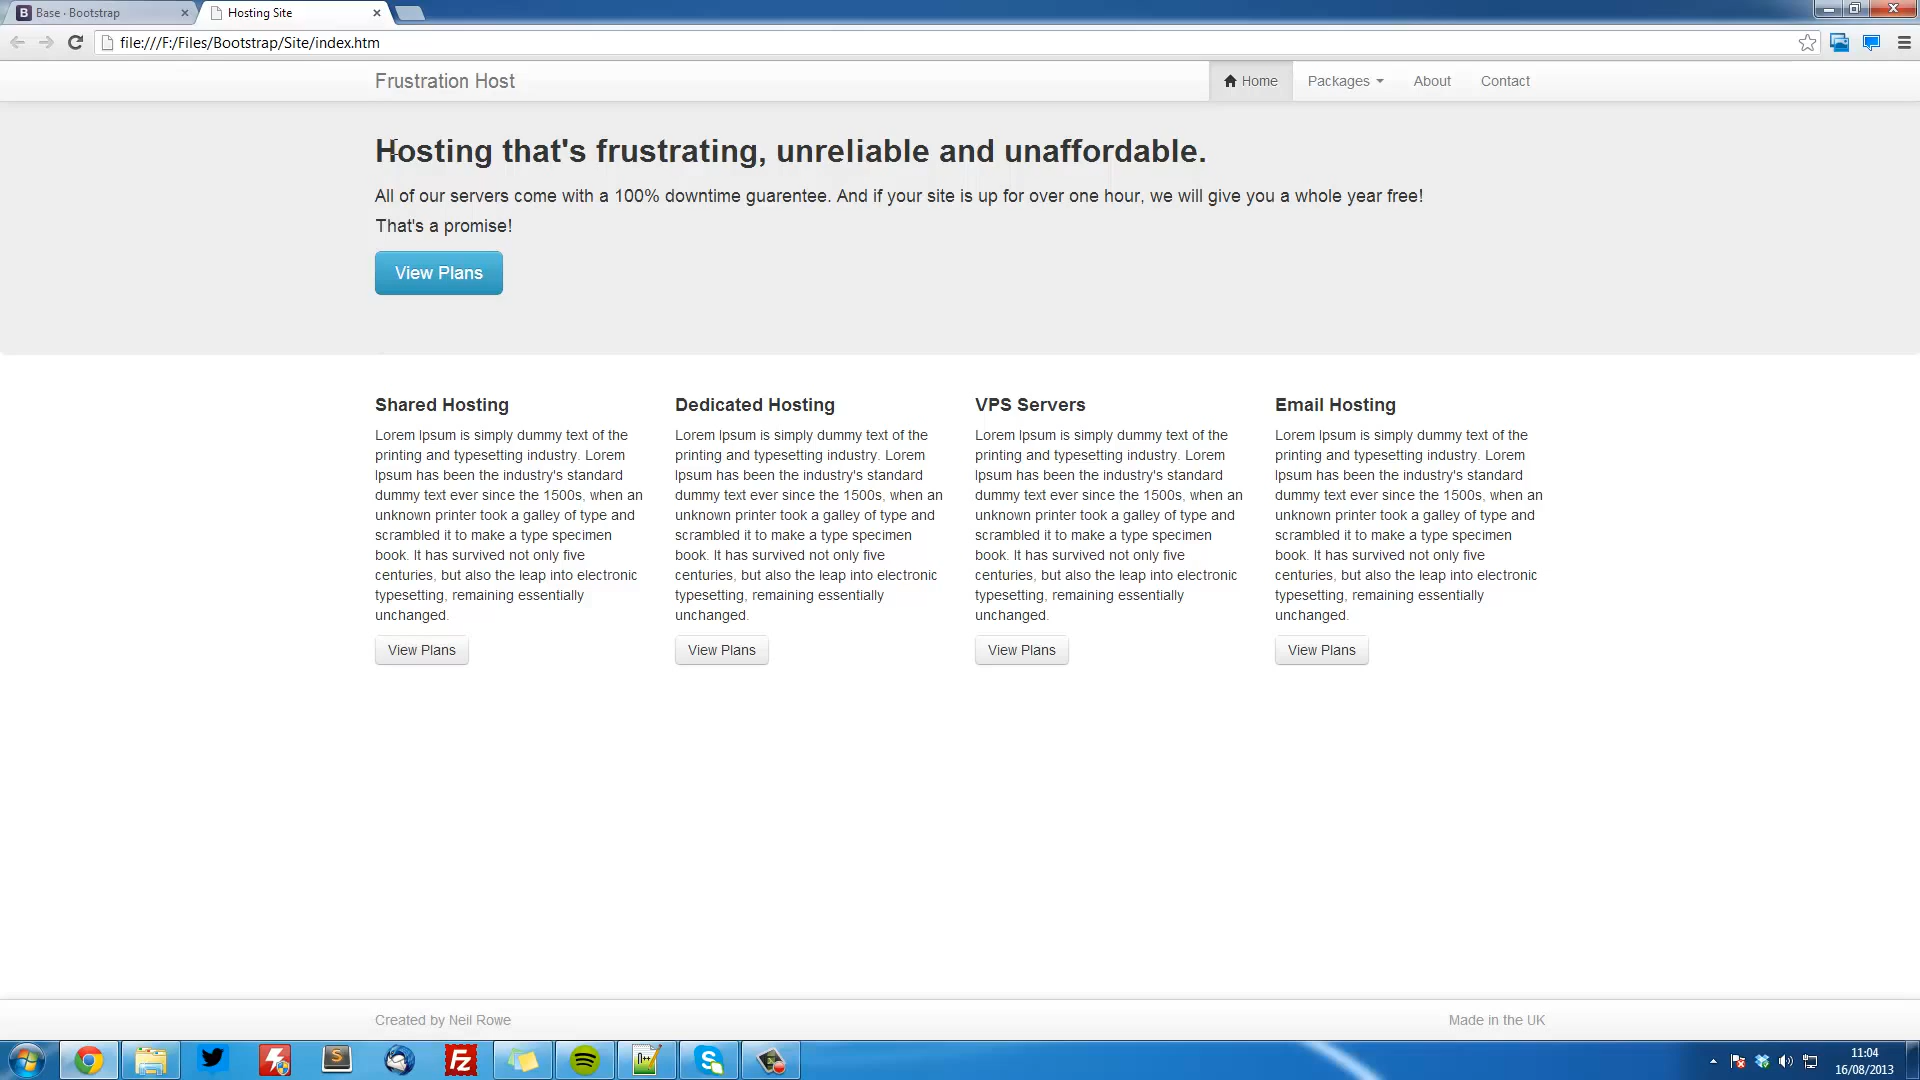 Base · Bootstrap
Hosting Site
file:///F:/Files/Bootstrap/Site/index.htm
Frustration Host
Home
Packages
About
Contact
Hosting that's frustrating, unreliable and unaffordable.
All of our servers come with a 100% downtime guarentee. And if your site is up for over one hour, we will give you a whole year free!
That's a promise!
View Plans
Shared Hosting
Lorem Ipsum is simply dummy text of the
printing and typesetting industry. Lorem
Ipsum has been the industry's standard
dummy text ever since the 1500s, when an
unknown printer took a galley of type and
scrambled it to make a type specimen
book. It has survived not only five
centuries, but also the leap into electronic
typesetting, remaining essentially
unchanged.
View Plans
Dedicated Hosting
Lorem Ipsum is simply dummy text of the
printing and typesetting industry. Lorem
Ipsum has been the industry's standard
dummy text ever since the 1500s, when an
unknown printer took a galley of type and
scrambled it to make a type specimen
book. It has survived not only five
centuries, but also the leap into electronic
typesetting, remaining essentially
unchanged.
View Plans
VPS Servers
Lorem Ipsum is simply dummy text of the
printing and typesetting industry. Lorem
Ipsum has been the industry's standard
dummy text ever since the 1500s, when an
unknown printer took a galley of type and
scrambled it to make a type specimen
book. It has survived not only five
centuries, but also the leap into electronic
typesetting, remaining essentially
unchanged.
View Plans
Email Hosting
Lorem Ipsum is simply dummy text of the
printing and typesetting industry. Lorem
Ipsum has been the industry's standard
dummy text ever since the 1500s, when an
unknown printer took a galley of type and
scrambled it to make a type specimen
book. It has survived not only five
centuries, but also the leap into electronic
typesetting, remaining essentially
unchanged.
View Plans
Created by Neil Rowe
Made in the UK
11:04
16/08/2013